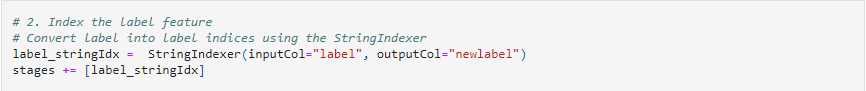 # 2. Index the label feature
# Convert label into label indices using the StringIndexer
label_stringIdx =  StringIndexer(inputCol="label", outputCol="newlabel")
stages += [label_stringIdx]